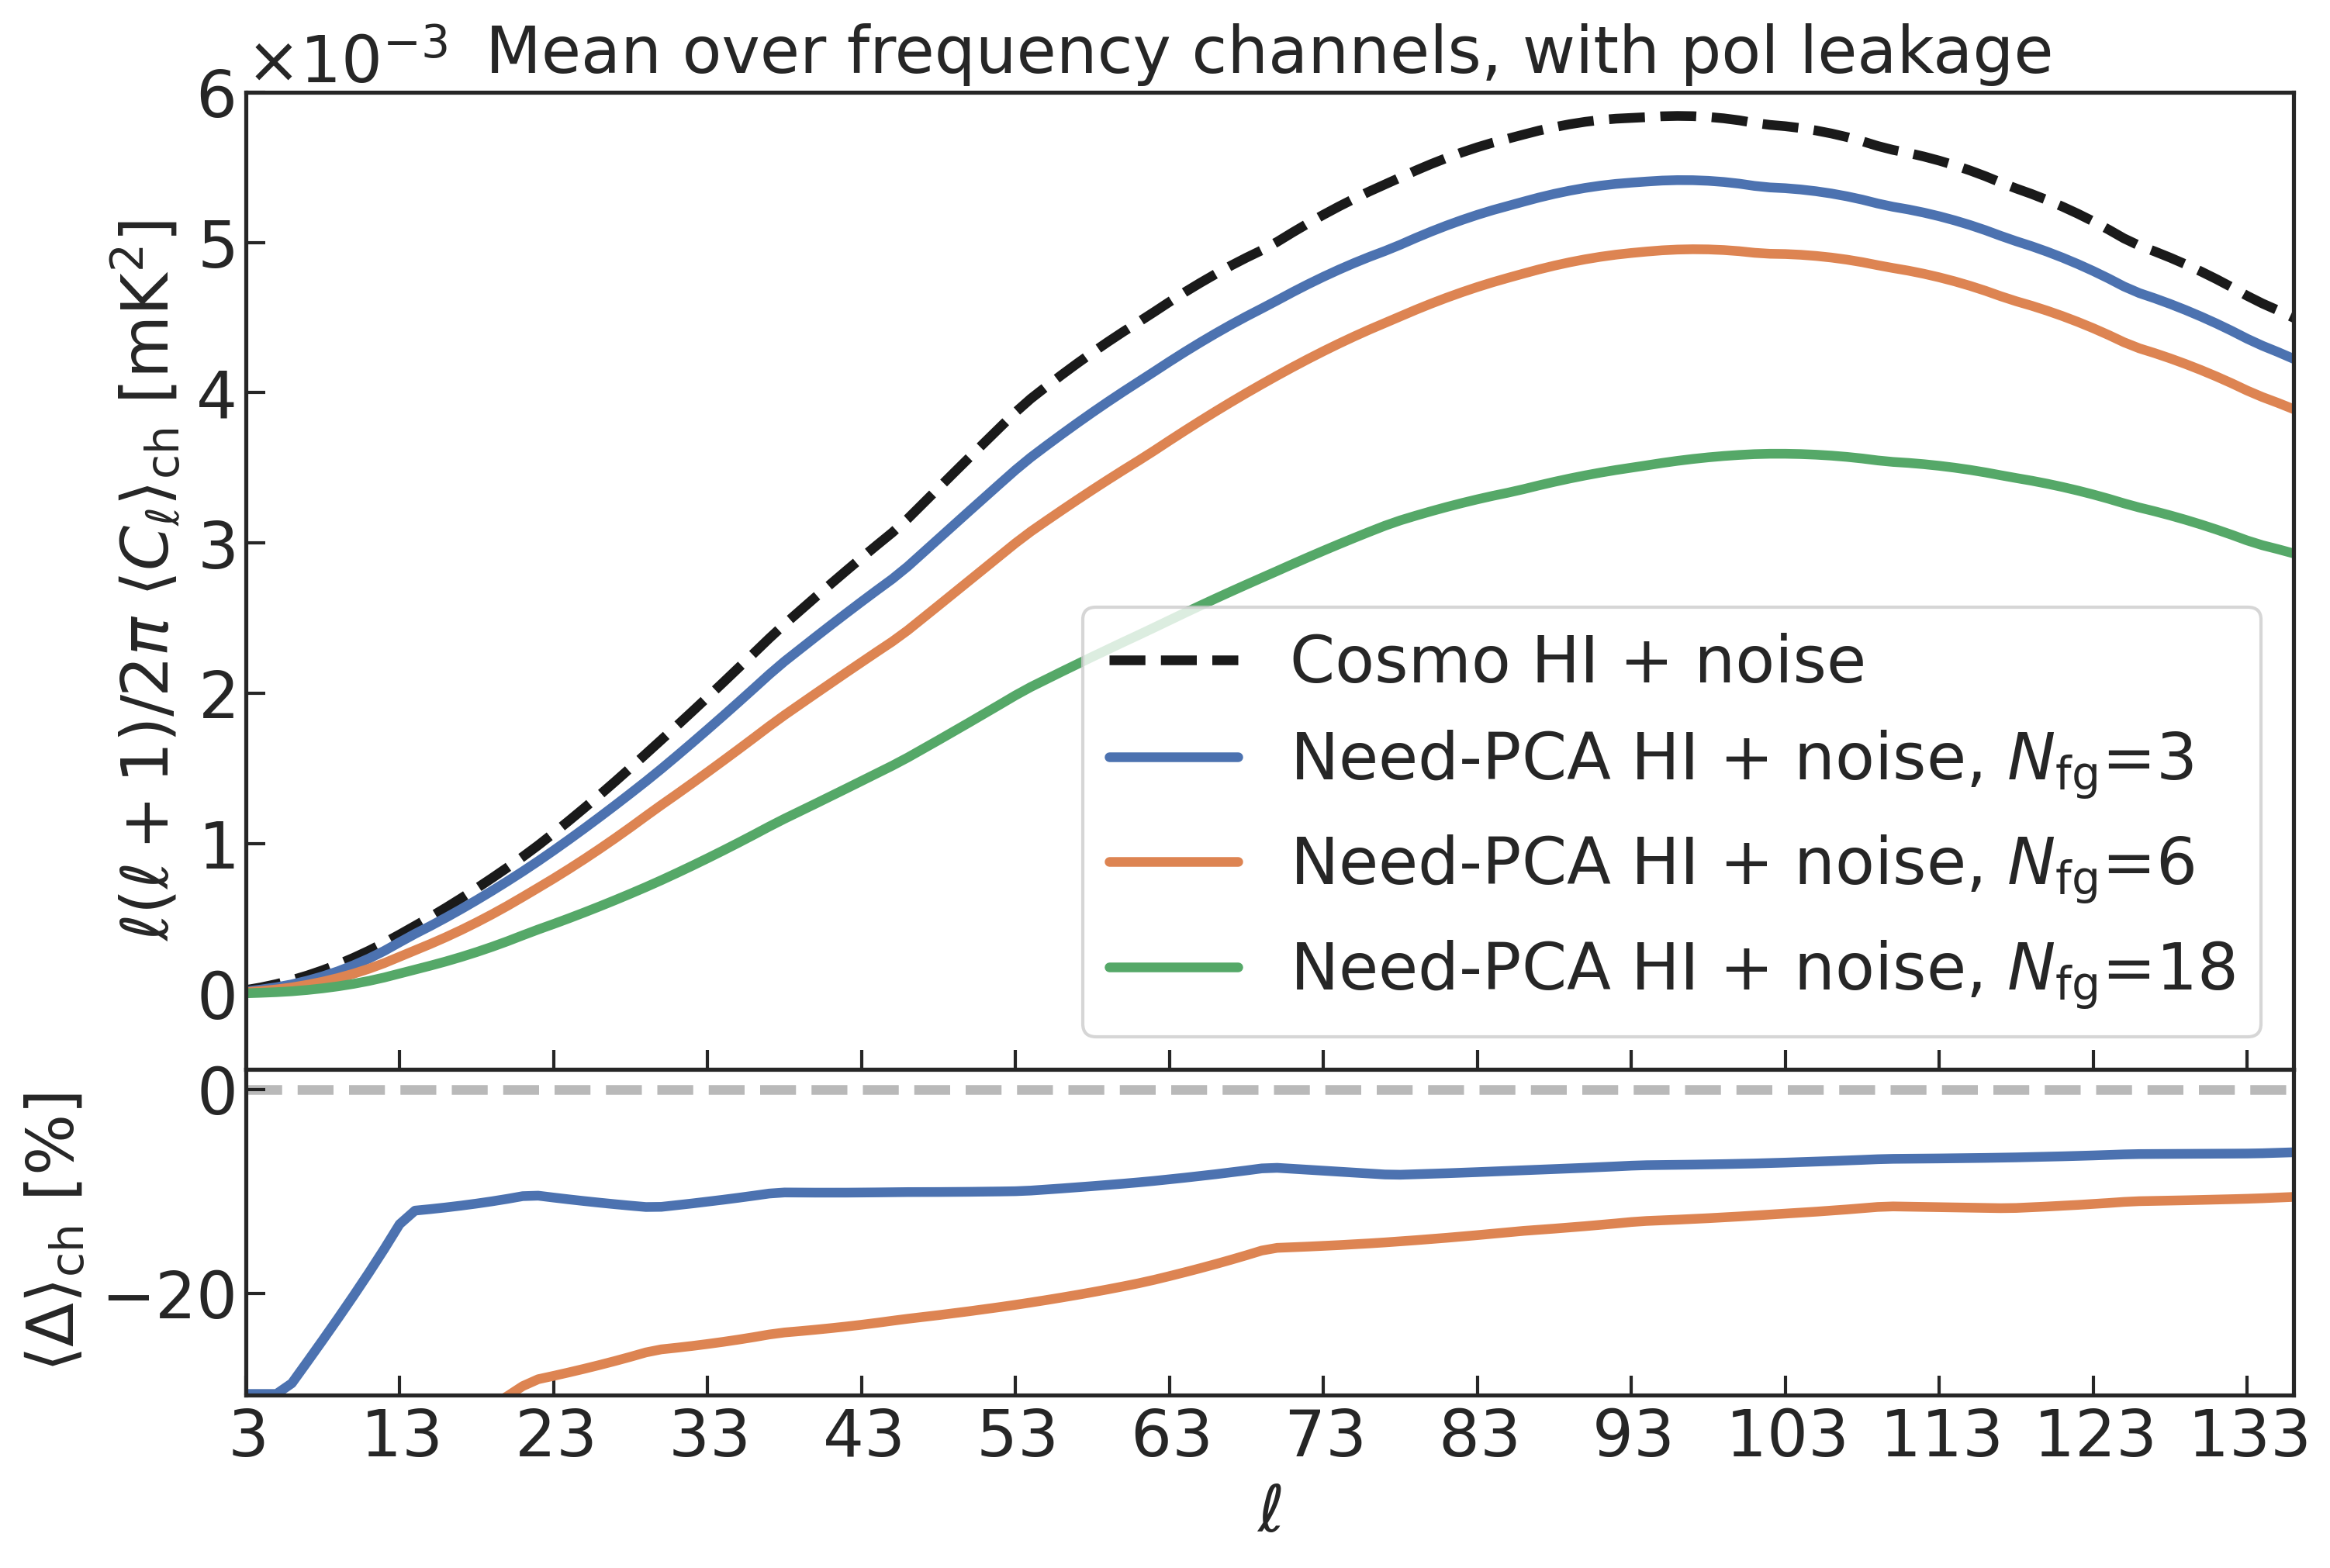 ×10⁻³ Mean over frequency channels, with pol leakage
6
5
4
3
2
1
0
ℓ(ℓ + 1)/2π ⟨C_ℓ⟩_ch [mK²]
Cosmo HI + noise
Need-PCA HI + noise, N_fg=3
Need-PCA HI + noise, N_fg=6
Need-PCA HI + noise, N_fg=18
0
−20
⟨Δ⟩_ch [%]
3 13 23 33 43 53 63 73 83 93 103 113 123 133
ℓ